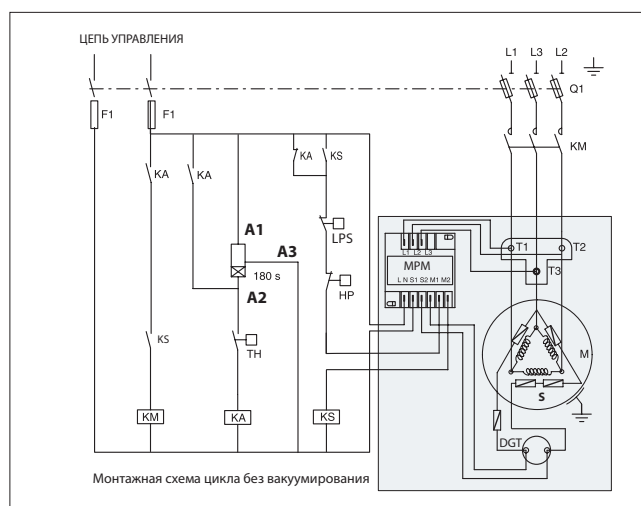 ЦЕПЬ УПРАВЛЕНИЯ
L1 L3 L2
Q1
F1 F1
KM
KA KA KA KS
A1
LPS
A3
180 s
A2
HP
KS
TH
KM KA KS
L1 L2 L3
MPM
L N S1 S2 M1 M2
T1 T2
T3
M
S
DGT
Монтажная схема цикла без вакуумирования